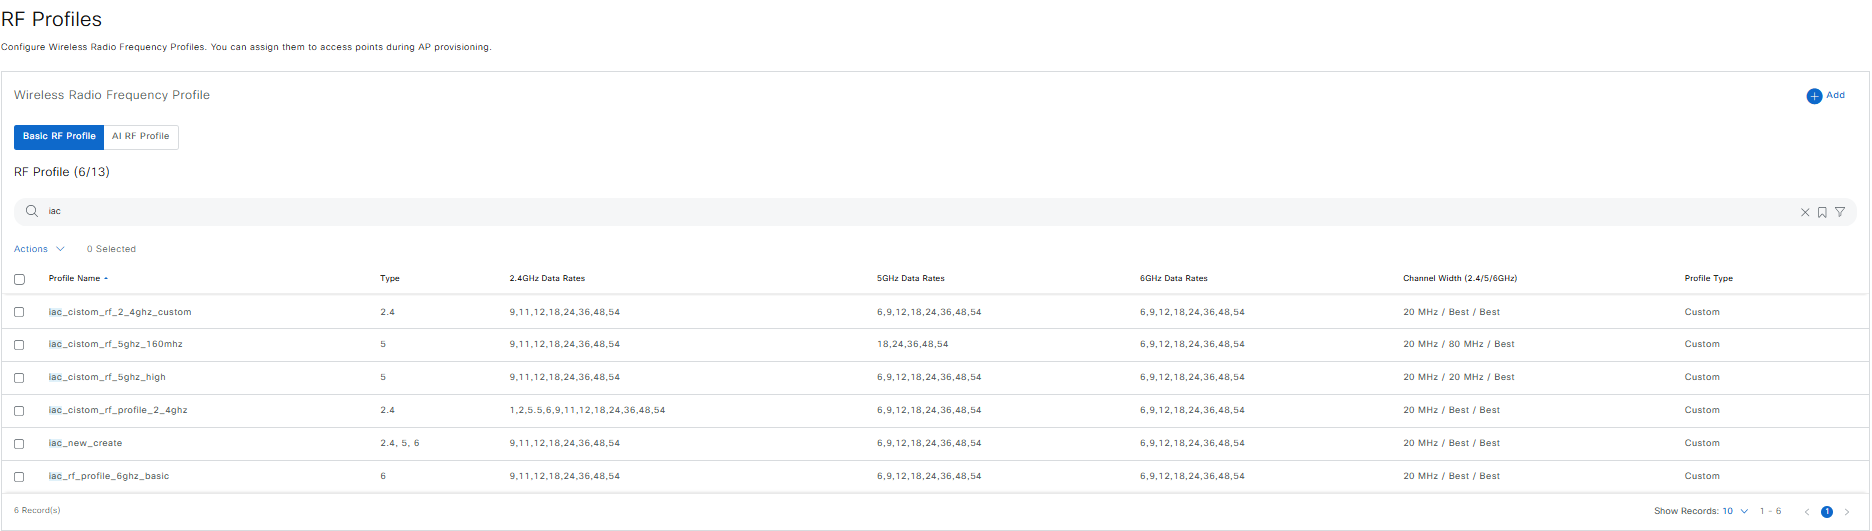 RF Profiles
Configure Wireless Radio Frequency Profiles. You can assign them to access points during AP provisioning.
Wireless Radio Frequency Profile
Add
Basic RF Profile AI RF Profile
RF Profile (6/13)
iac
Actions 0 Selected
Profile Name Type 2.4GHz Data Rates 5GHz Data Rates 6GHz Data Rates Channel Width (2.4/5/6GHz) Profile Type
iac_cistom_rf_2_4ghz_custom 2.4 9,11,12,18,24,36,48,54 6,9,12,18,24,36,48,54 6,9,12,18,24,36,48,54 20 MHz / Best / Best Custom
iac_cistom_rf_5ghz_160mhz 5 9,11,12,18,24,36,48,54 18,24,36,48,54 6,9,12,18,24,36,48,54 20 MHz / 80 MHz / Best Custom
iac_cistom_rf_5ghz_high 5 9,11,12,18,24,36,48,54 6,9,12,18,24,36,48,54 6,9,12,18,24,36,48,54 20 MHz / 20 MHz / Best Custom
iac_cistom_rf_profile_2_4ghz 2.4 1,2,5.5,6,9,11,12,18,24,36,48,54 6,9,12,18,24,36,48,54 6,9,12,18,24,36,48,54 20 MHz / Best / Best Custom
iac_new_create 2.4, 5, 6 9,11,12,18,24,36,48,54 6,9,12,18,24,36,48,54 6,9,12,18,24,36,48,54 20 MHz / Best / Best Custom
iac_rf_profile_6ghz_basic 6 9,11,12,18,24,36,48,54 6,9,12,18,24,36,48,54 6,9,12,18,24,36,48,54 20 MHz / Best / Best Custom
6 Record(s) Show Records: 10 1 - 6 1